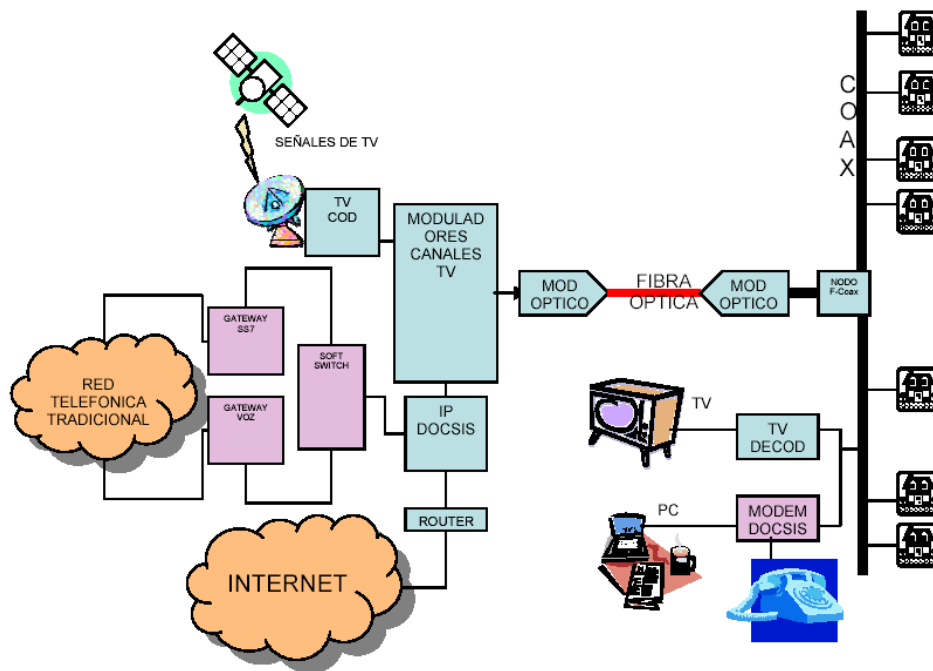 SEÑALES DE TV
TV
COD
MODULAD
ORES
CANALES
TV
MOD
OPTICO
FIBRA
OPTICA
MOD
OPTICO
NODO
F-Coax
C
O
A
X
GATEWAY
SS7
SOFT
SWITCH
RED
TELEFONICA
TRADICIONAL
GATEWAY
VOZ
IP
DOCSIS
ROUTER
INTERNET
TV
TV
DECOD
PC
MODEM
DOCSIS